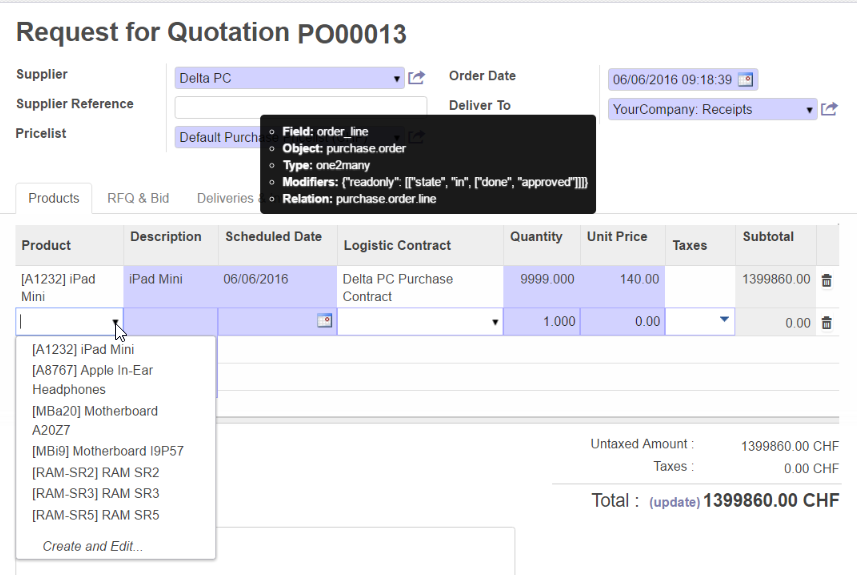 Request for Quotation PO00013
Supplier
Delta PC
Order Date
06/06/2016 09:18:39
Supplier Reference
Deliver To
YourCompany: Receipts
Pricelist
Default Purcha
Field: order_line
Object: purchase.order
Type: one2many
Modifiers: {"readonly": [["state", "in", ["done", "approved"]]]}
Relation: purchase.order.line
Products RFQ & Bid Deliveries &
Product Description Scheduled Date Logistic Contract Quantity Unit Price Taxes Subtotal
[A1232] iPad iPad Mini 06/06/2016 Delta PC Purchase 9999.000 140.00 1399860.00
Mini Contract
1.000 0.00 0.00
[A1232] iPad Mini
[A8767] Apple In-Ear
Headphones
[MBa20] Motherboard
A20Z7
[MBi9] Motherboard I9P57
[RAM-SR2] RAM SR2
[RAM-SR3] RAM SR3
[RAM-SR5] RAM SR5
Create and Edit...
Untaxed Amount : 1399860.00 CHF
Taxes : 0.00 CHF
Total : (update) 1399860.00 CHF